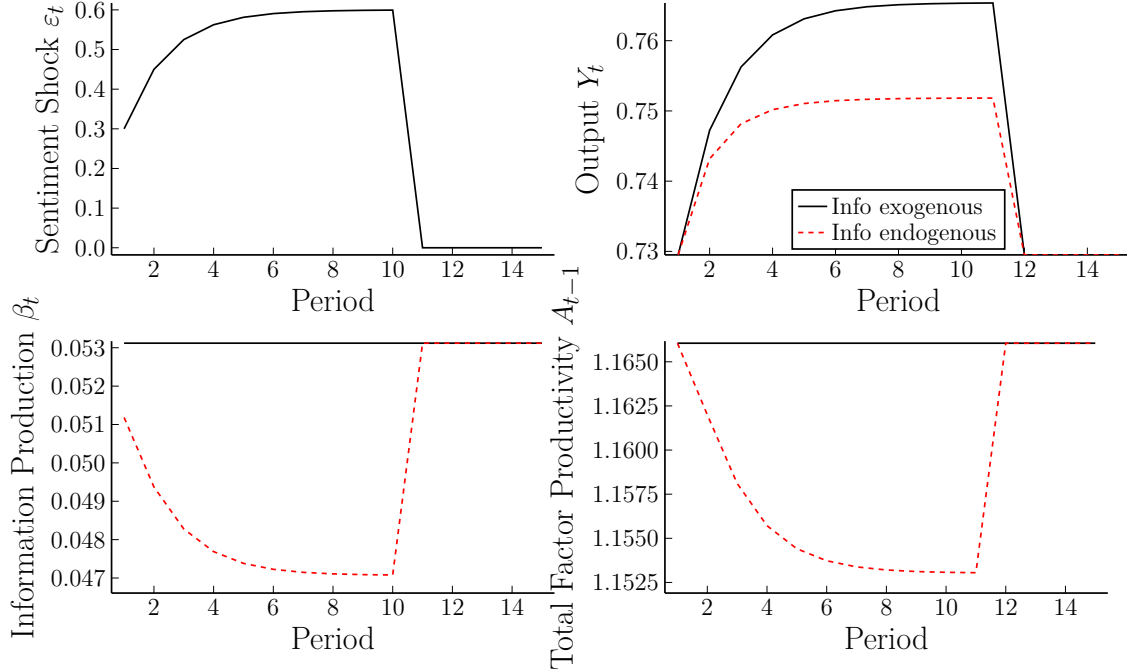 Sentiment Shock εt
0.6
0.5
0.4
0.3
0.2
0.1
0.0
2 4 6 8 10 12 14
Period
Output Yt
0.76
0.75
0.74
0.73
Info exogenous
Info endogenous
2 4 6 8 10 12 14
Period
Information Production βt
0.053
0.052
0.051
0.050
0.049
0.048
0.047
2 4 6 8 10 12 14
Period
Total Factor Productivity At−1
1.1650
1.1625
1.1600
1.1575
1.1550
1.1525
2 4 6 8 10 12 14
Period